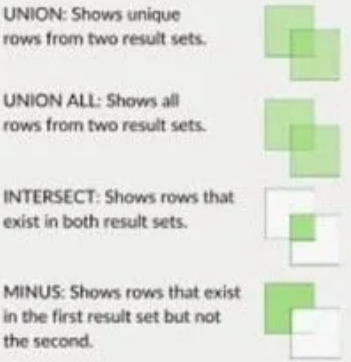 UNION: Shows unique
rows from two result sets.
UNION ALL: Shows all
rows from two result sets.
INTERSECT: Shows rows that
exist in both result sets.
MINUS: Shows rows that exist
in the first result set but not
the second.